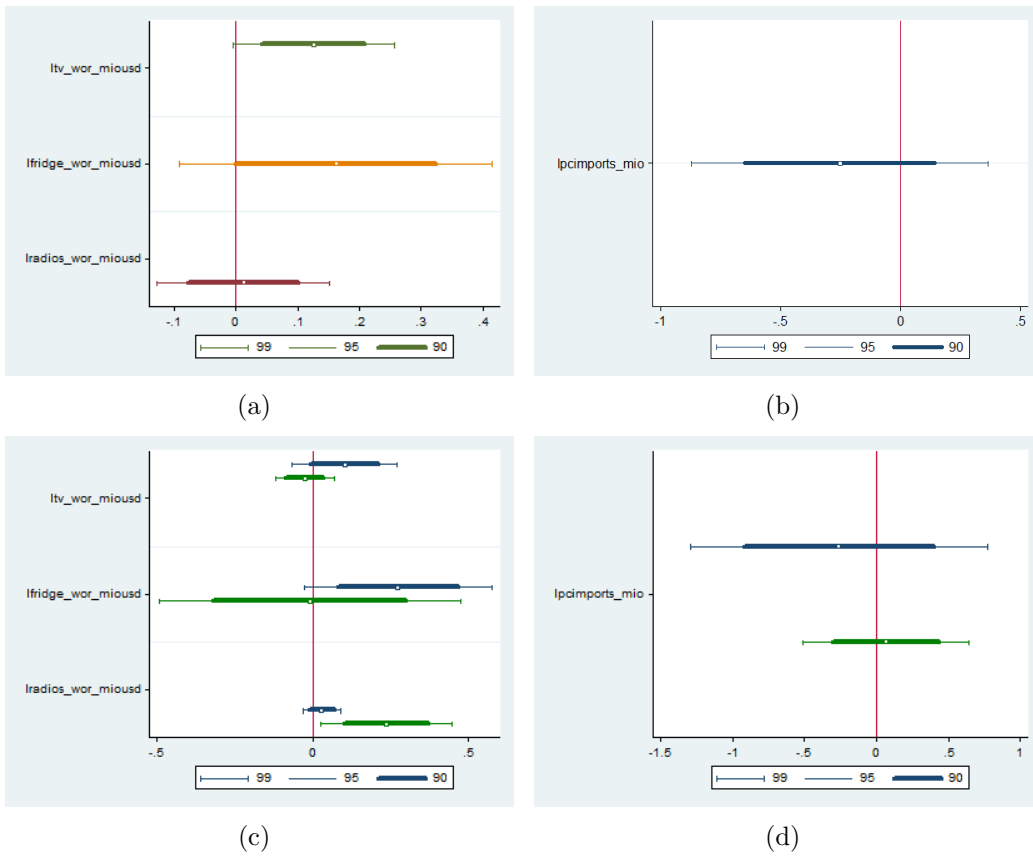 ltv_wor_miousd
lfridge_wor_miousd
lradios_wor_miousd
-.1 0 .1 .2 .3 .4
99 95 90
(a)
lpcimports_mio
-1 -.5 0 .5
99 95 90
(b)
ltv_wor_miousd
lfridge_wor_miousd
lradios_wor_miousd
-.5 0 .5
99 95 90
(c)
lpcimports_mio
-1.5 -1 -.5 0 .5 1
99 95 90
(d)